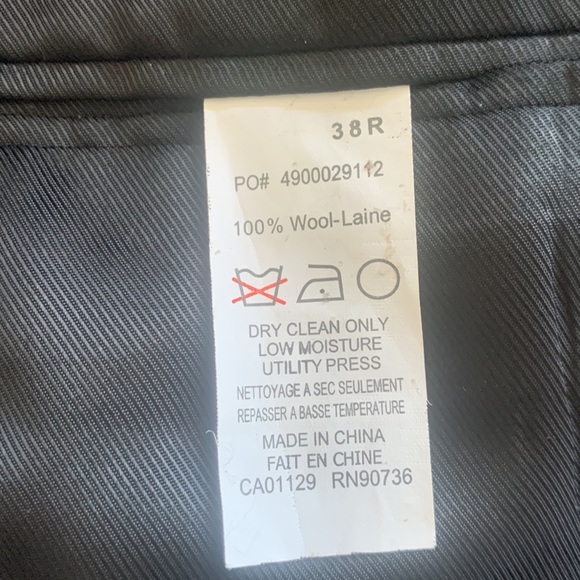 38R
PO# 4900029112
100% Wool-Laine
DRY CLEAN ONLY
LOW MOISTURE
UTILITY PRESS
NETTOYAGE A SEC SEULEMENT
REPASSER A BASSE TEMPERATURE
MADE IN CHINA
FAIT EN CHINE
CA01129 RN90736